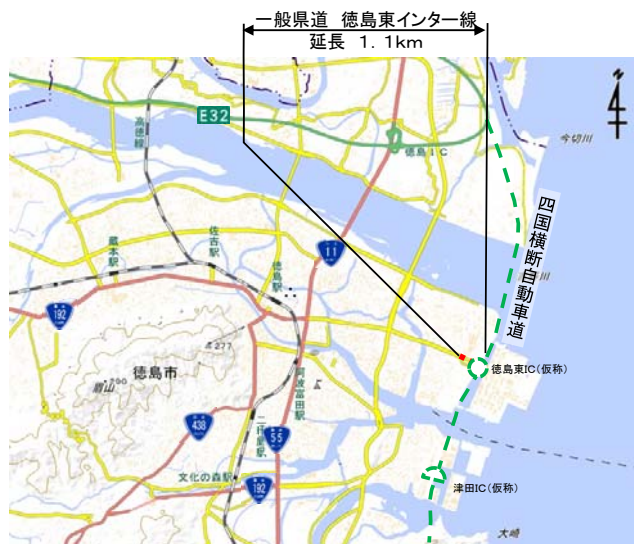 一般県道 徳島東インター線
延長 1.1km
E32
高徳線
徳島IC
今切川
四国横断自動車道
11
佐古駅
蔵本駅
徳島駅
192
277
290
眉山
徳島市
阿波富田駅
徳島東IC(仮称)
438
二軒屋駅
55
文化の森駅
192
津田IC(仮称)
大崎